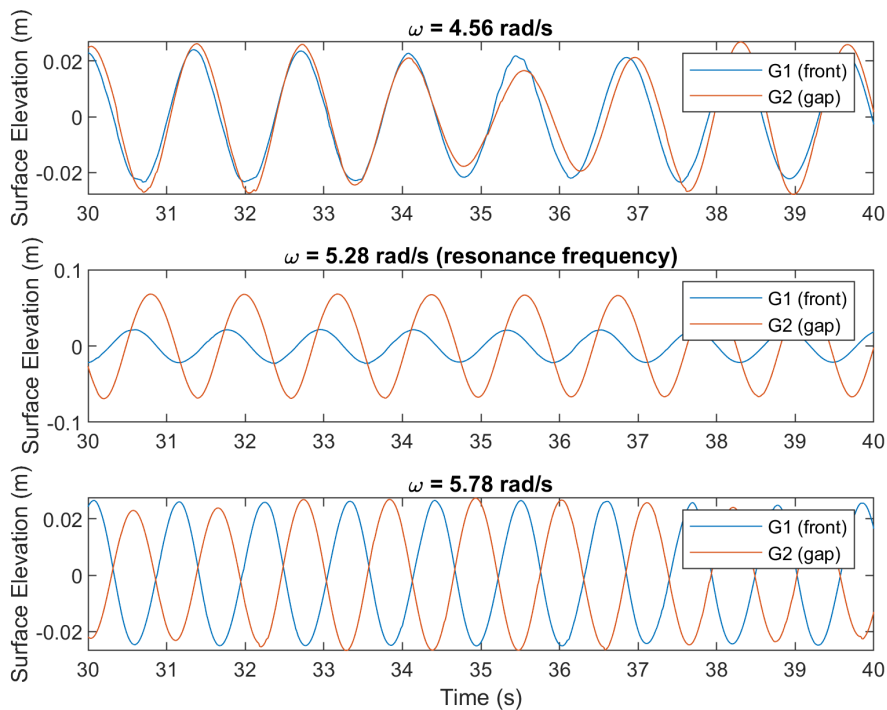 ω = 4.56 rad/s
Surface Elevation (m)
0.02
0
-0.02
G1 (front)
G2 (gap)
30 31 32 33 34 35 36 37 38 39 40
ω = 5.28 rad/s (resonance frequency)
Surface Elevation (m)
0.1
0
-0.1
G1 (front)
G2 (gap)
30 31 32 33 34 35 36 37 38 39 40
ω = 5.78 rad/s
Surface Elevation (m)
0.02
0
-0.02
G1 (front)
G2 (gap)
30 31 32 33 34 35 36 37 38 39 40
Time (s)